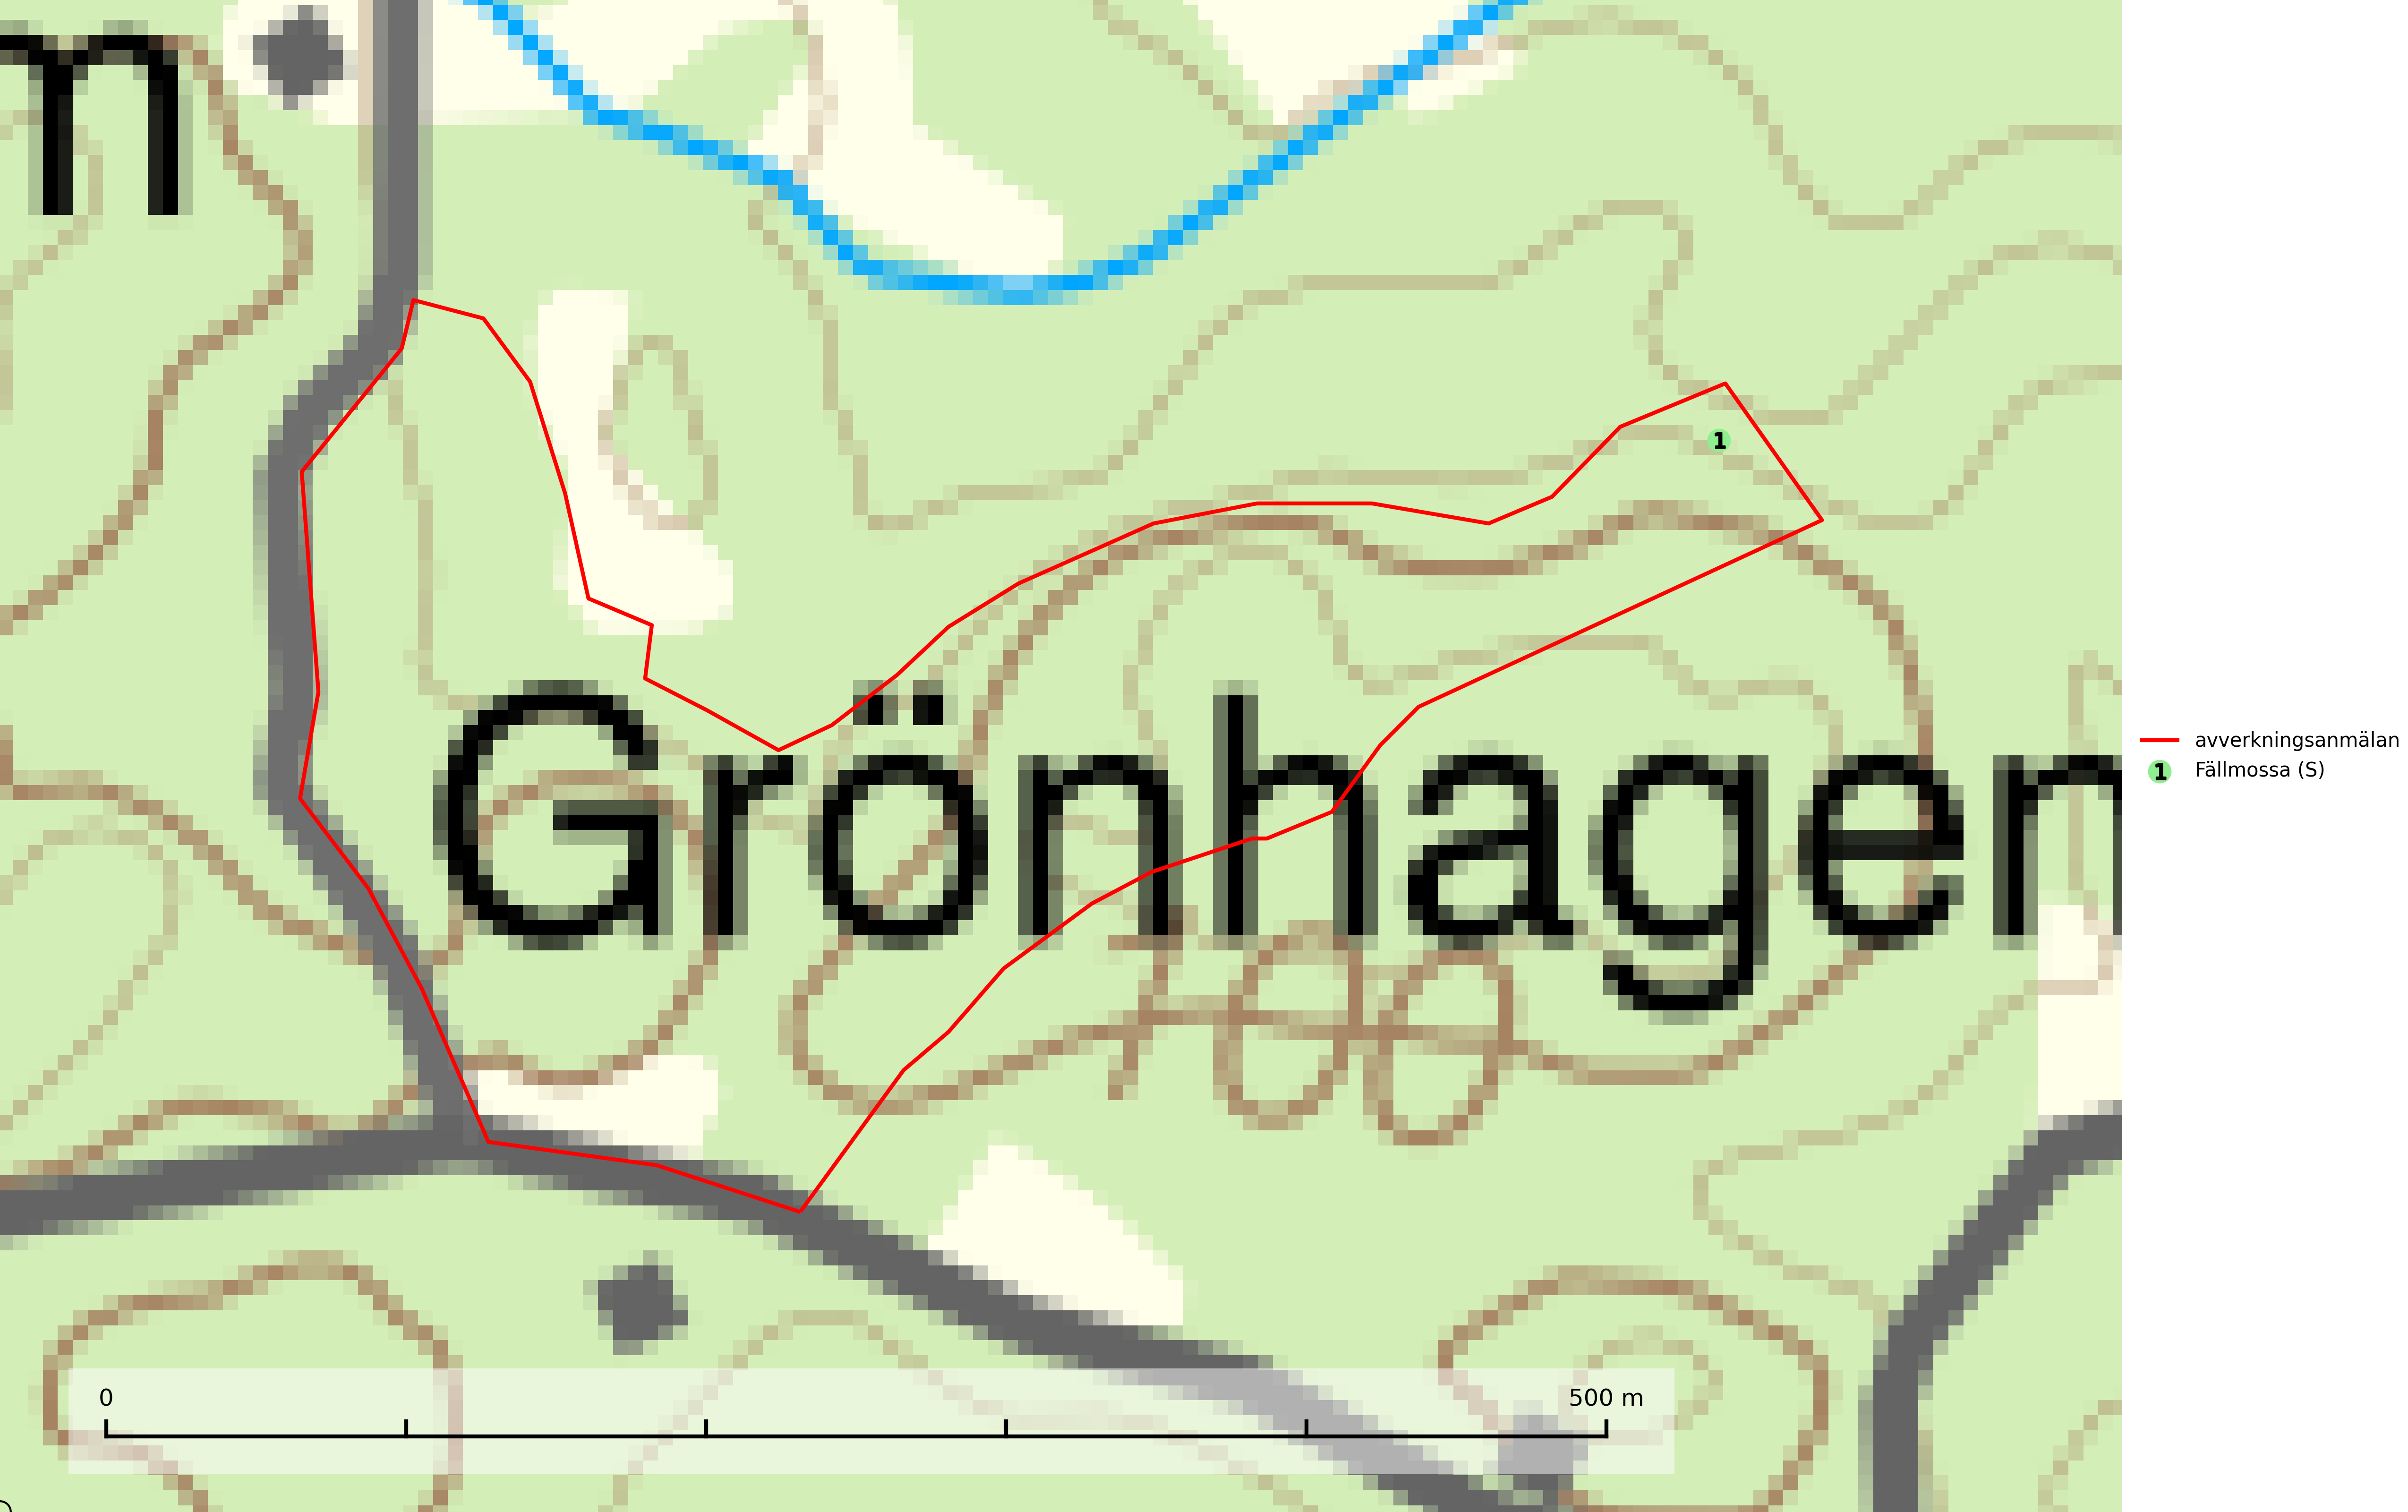 m
1
Grönhagen
avverkningsanmälan
1 Fällmossa (S)
0 500 m